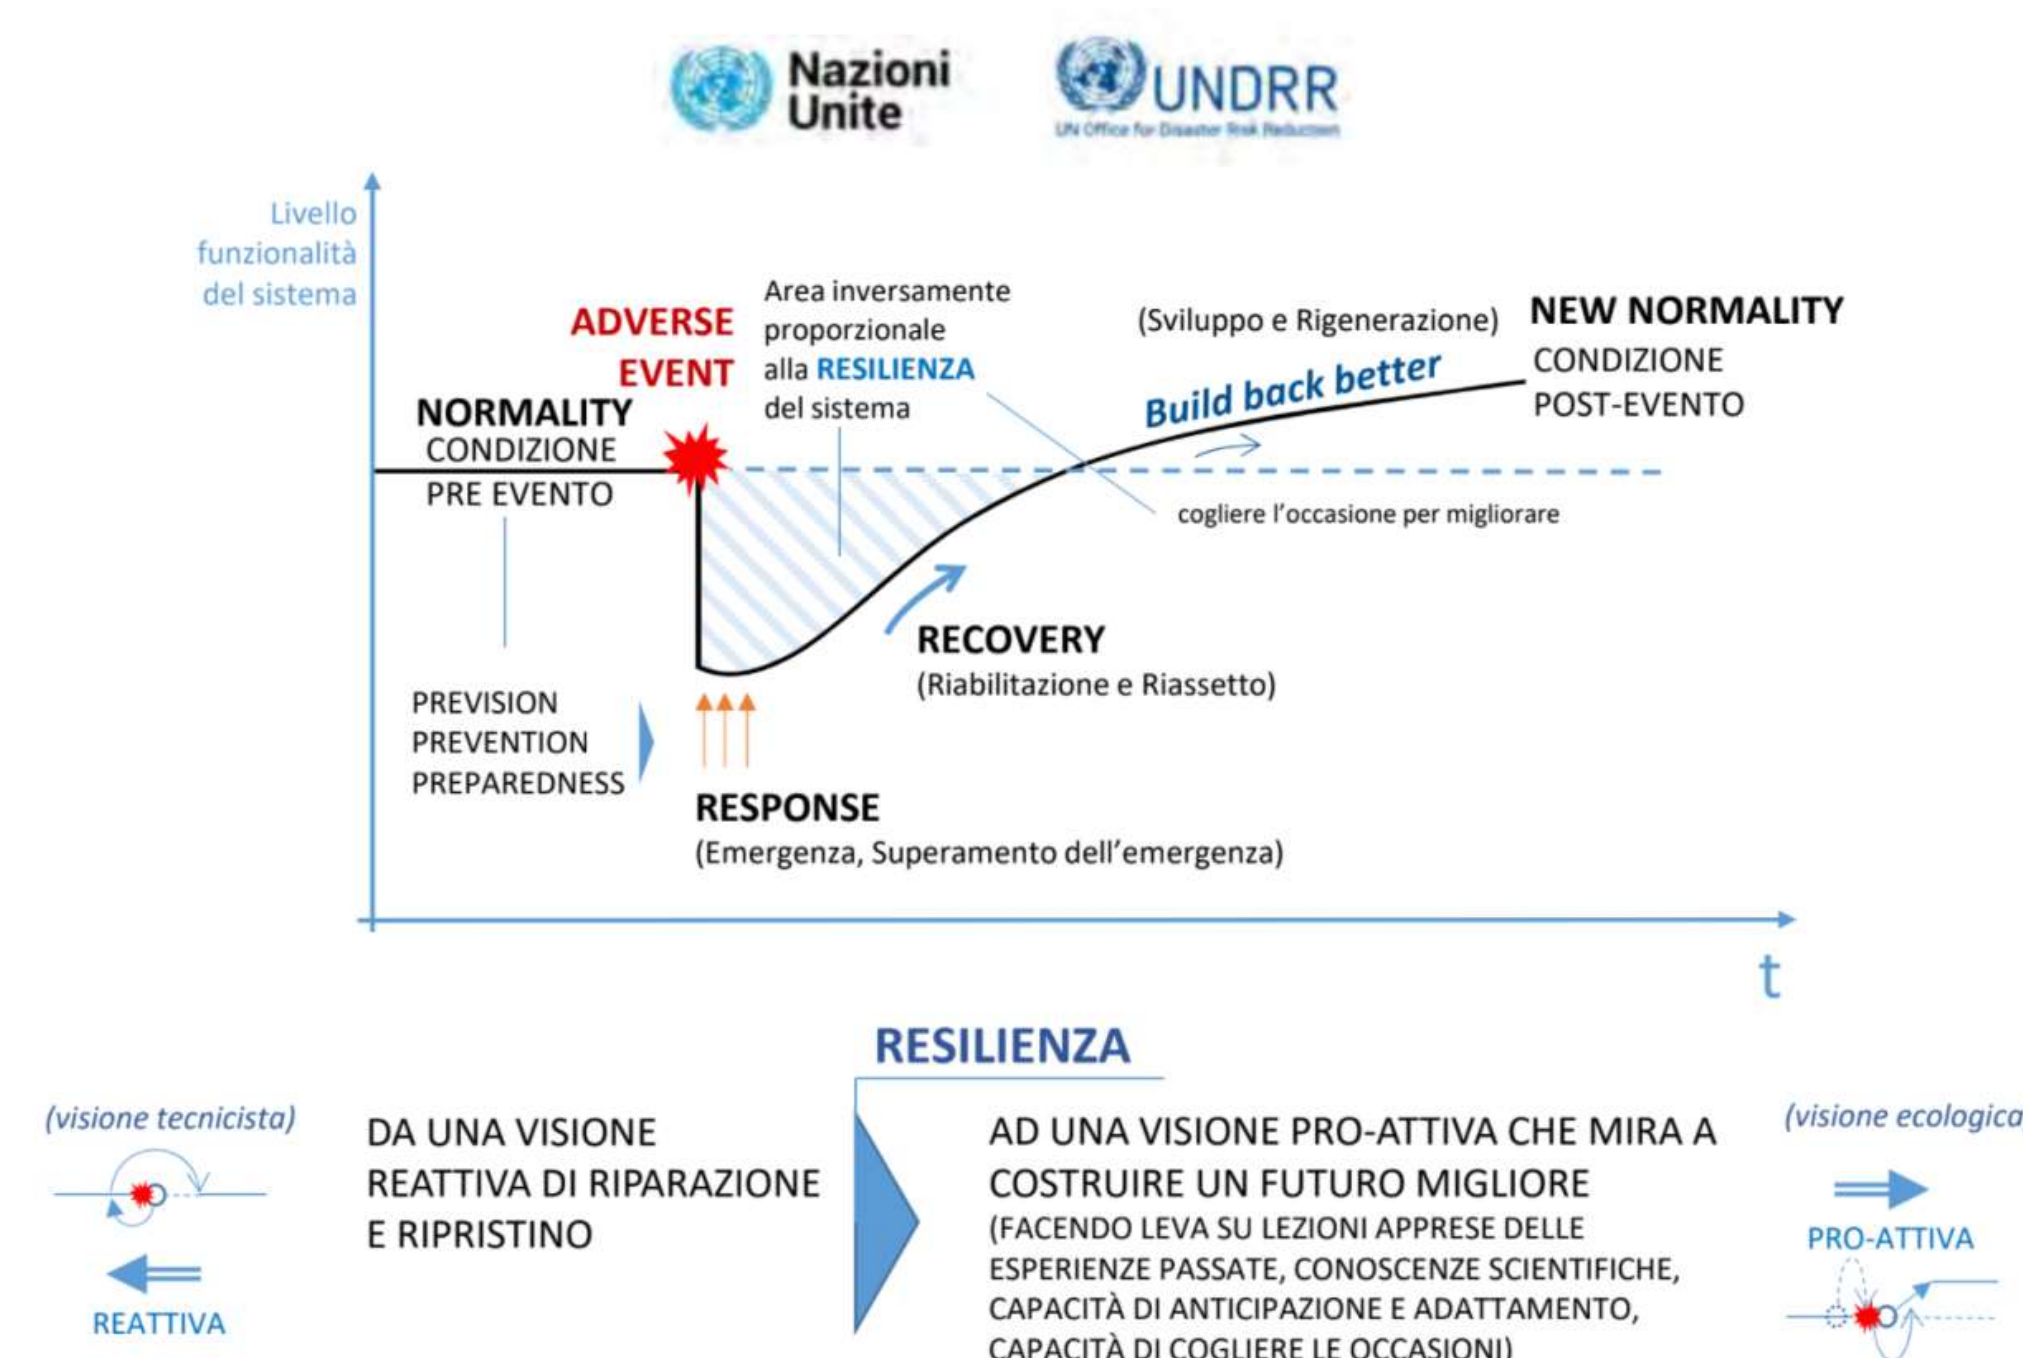 Nazioni
Unite
UNDRR
UN Office for Disaster Risk Reduction
Livello
funzionalità
del sistema
ADVERSE
EVENT
Area inversamente
proporzionale
alla RESILIENZA
del sistema
(Sviluppo e Rigenerazione)
NEW NORMALITY
CONDIZIONE
POST-EVENTO
Build back better
NORMALITY
CONDIZIONE
PRE EVENTO
cogliere l'occasione per migliorare
RECOVERY
(Riabilitazione e Riassetto)
PREVISION
PREVENTION
PREPAREDNESS
RESPONSE
(Emergenza, Superamento dell'emergenza)
t
RESILIENZA
(visione tecnicista)
REATTIVA
DA UNA VISIONE
REATTIVA DI RIPARAZIONE
E RIPRISTINO
AD UNA VISIONE PRO-ATTIVA CHE MIRA A
COSTRUIRE UN FUTURO MIGLIORE
(FACENDO LEVA SU LEZIONI APPRESE DELLE
ESPERIENZE PASSATE, CONOSCENZE SCIENTIFICHE,
CAPACITÀ DI ANTICIPAZIONE E ADATTAMENTO,
CAPACITÀ DI COGLIERE LE OCCASIONI)
(visione ecologica
PRO-ATTIVA